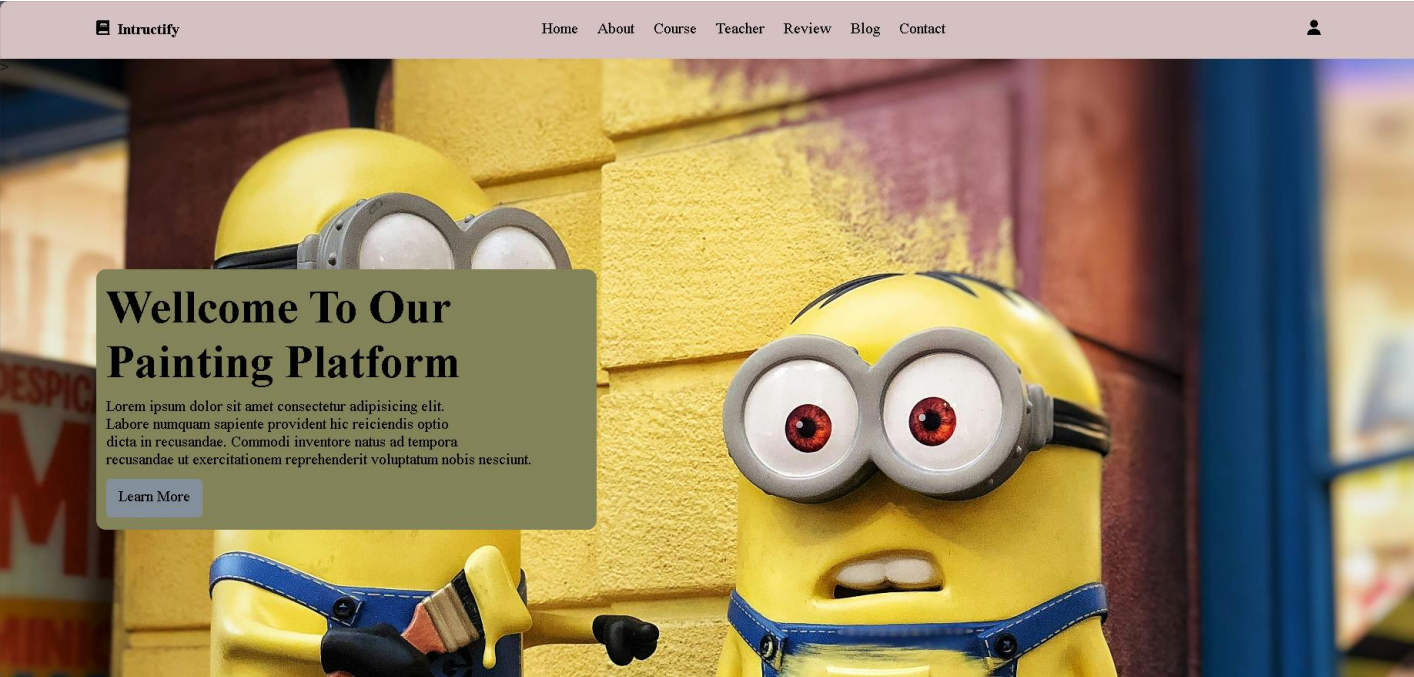 Intructify
Home About Course Teacher Review Blog Contact
>
Wellcome To Our
Painting Platform
Lorem ipsum dolor sit amet consectetur adipisicing elit.
Labore numquam sapiente provident hic reiciendis optio
dicta in recusandae. Commodi inventore natus ad tempora
recusandae ut exercitationem reprehenderit voluptatum nobis nesciunt.
Learn More
DESPIC
M
MINI